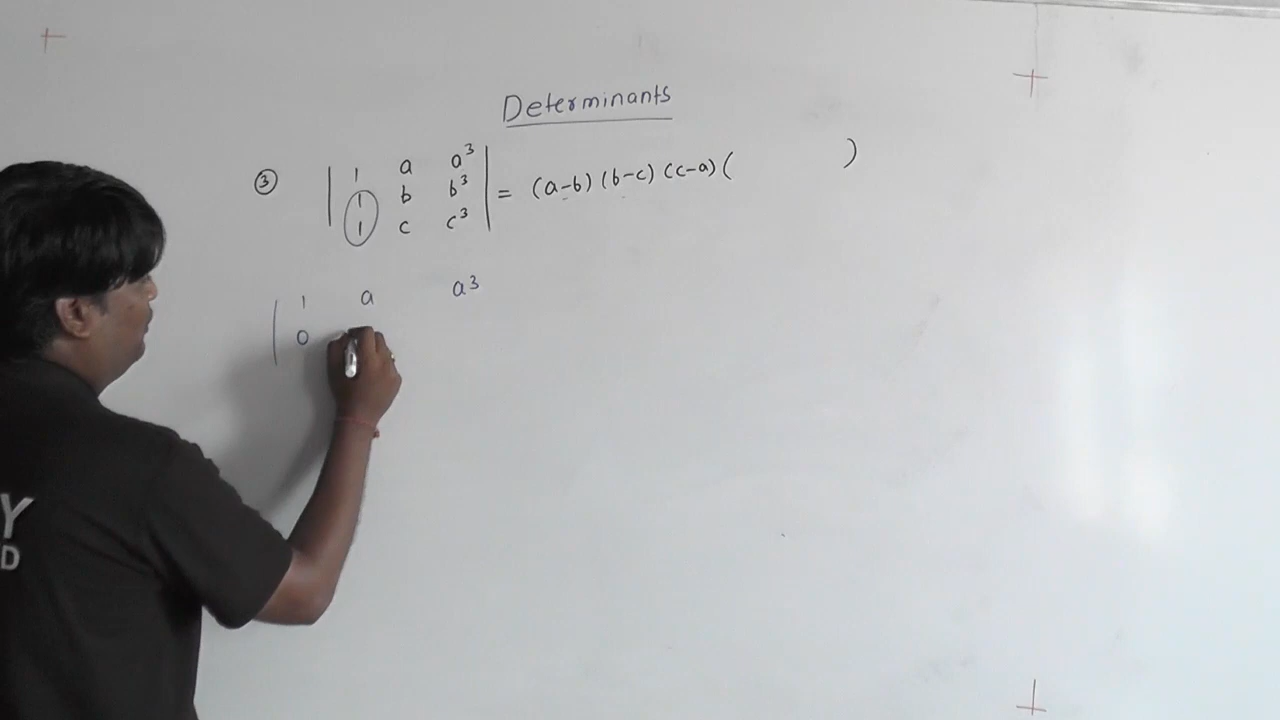 Determinants
③ | 1 a a³ |
| 1 b b³ | = (a-b) (b-c) (c-a) ( )
| 1 c c³ |
| 1 a a³
| 0
Y
D